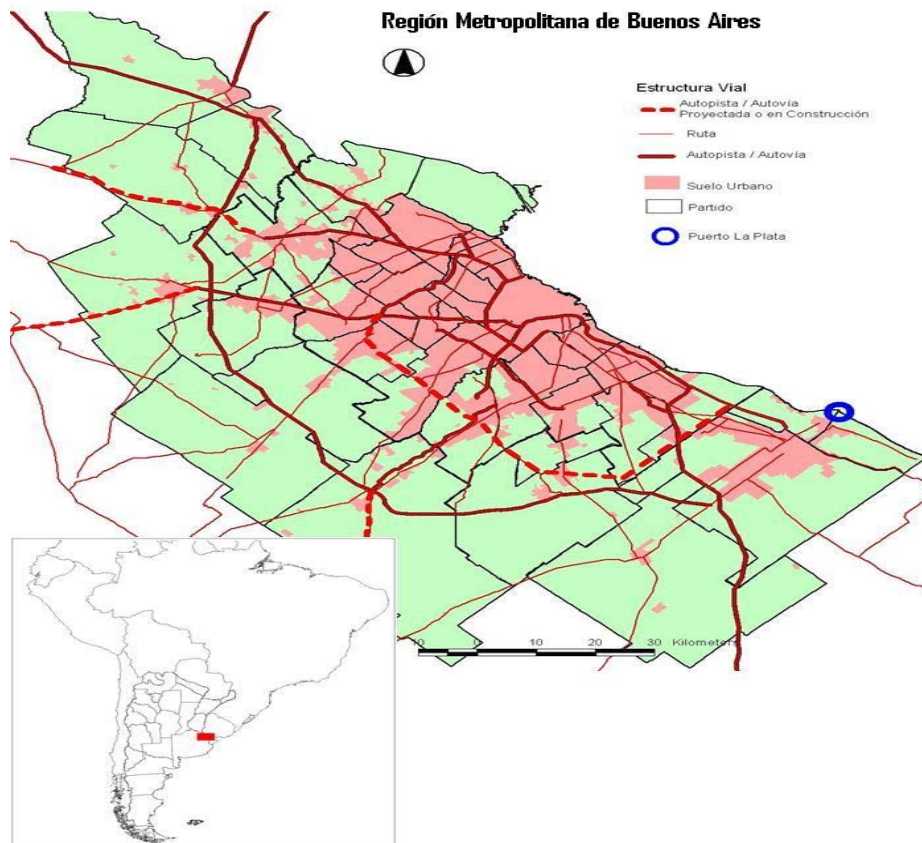 Región Metropolitana de Buenos Aires
Estructura Vial
Autopista / Autovía
Proyectada o en Construcción
Ruta
Autopista / Autovía
Suelo Urbano
Partido
Puerto La Plata
10 0 10 20 30 Kilometers